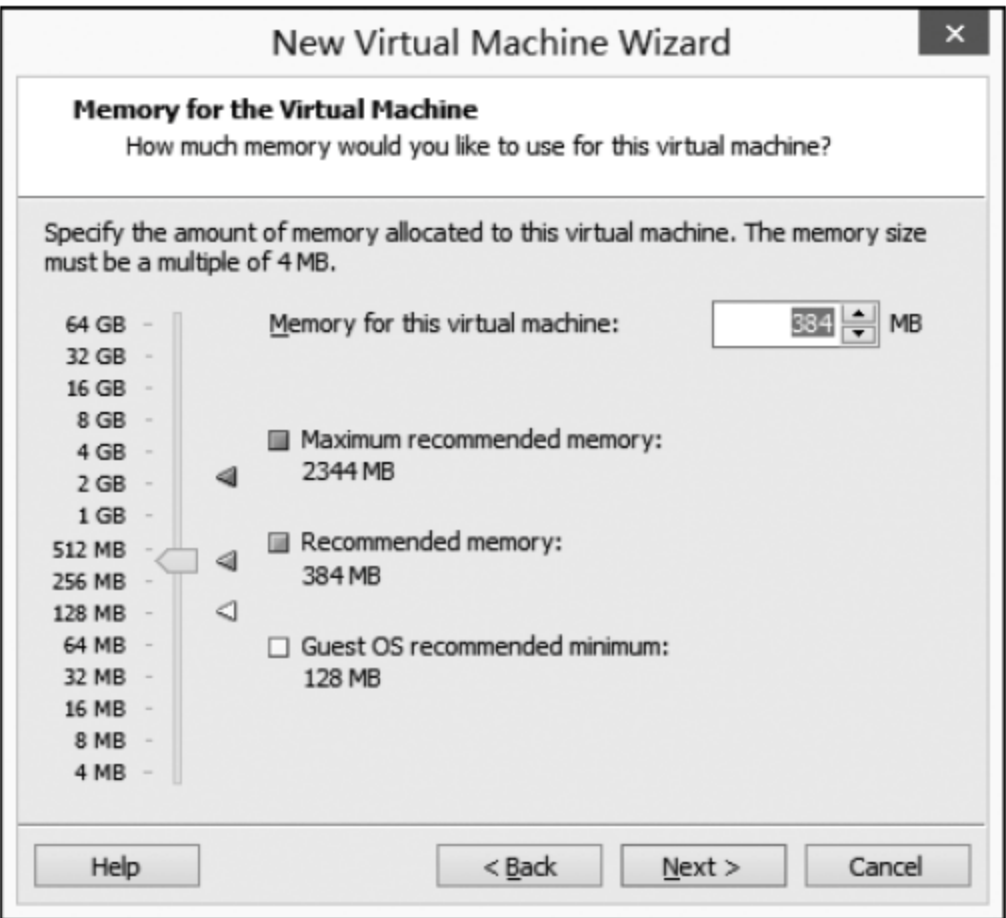 New Virtual Machine Wizard
Memory for the Virtual Machine
How much memory would you like to use for this virtual machine?
Specify the amount of memory allocated to this virtual machine. The memory size
must be a multiple of 4 MB.
64 GB
32 GB
16 GB
8 GB
4 GB
2 GB
1 GB
512 MB
256 MB
128 MB
64 MB
32 MB
16 MB
8 MB
4 MB
Memory for this virtual machine: 384 MB
Maximum recommended memory:
2344 MB
Recommended memory:
384 MB
Guest OS recommended minimum:
128 MB
Help < Back Next > Cancel